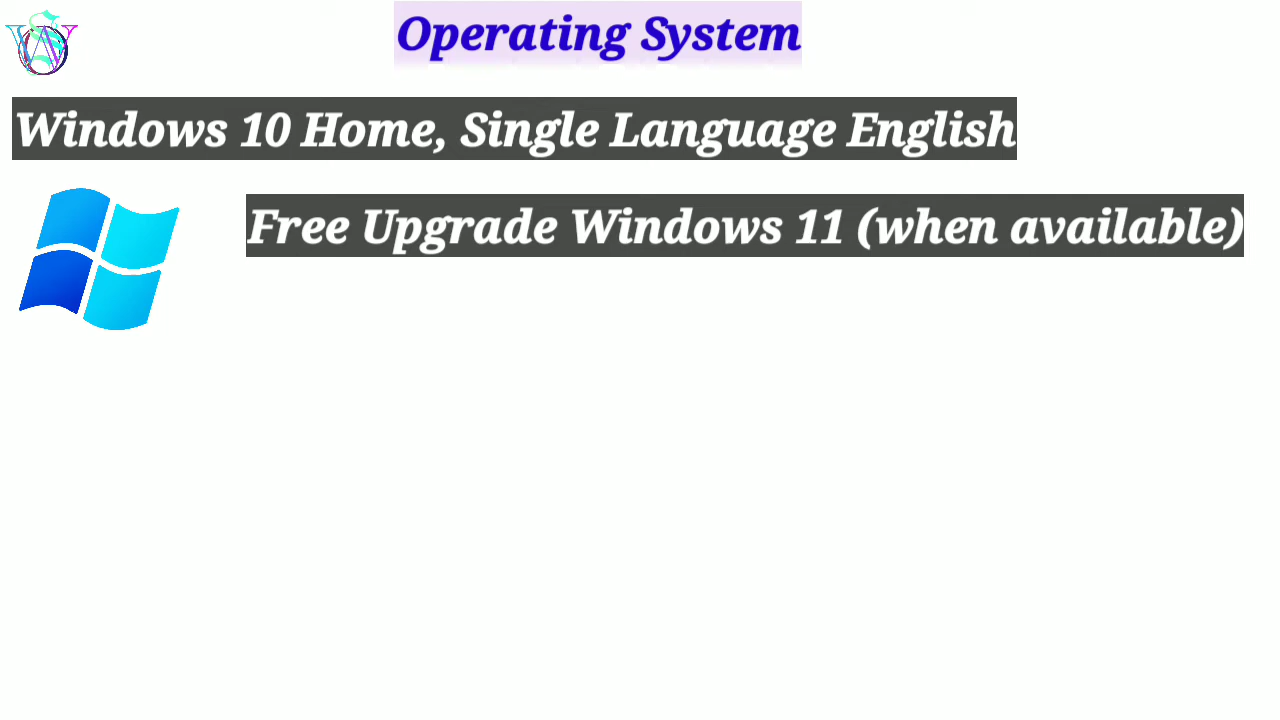 Operating System
Windows 10 Home, Single Language English
Free Upgrade Windows 11 (when available)